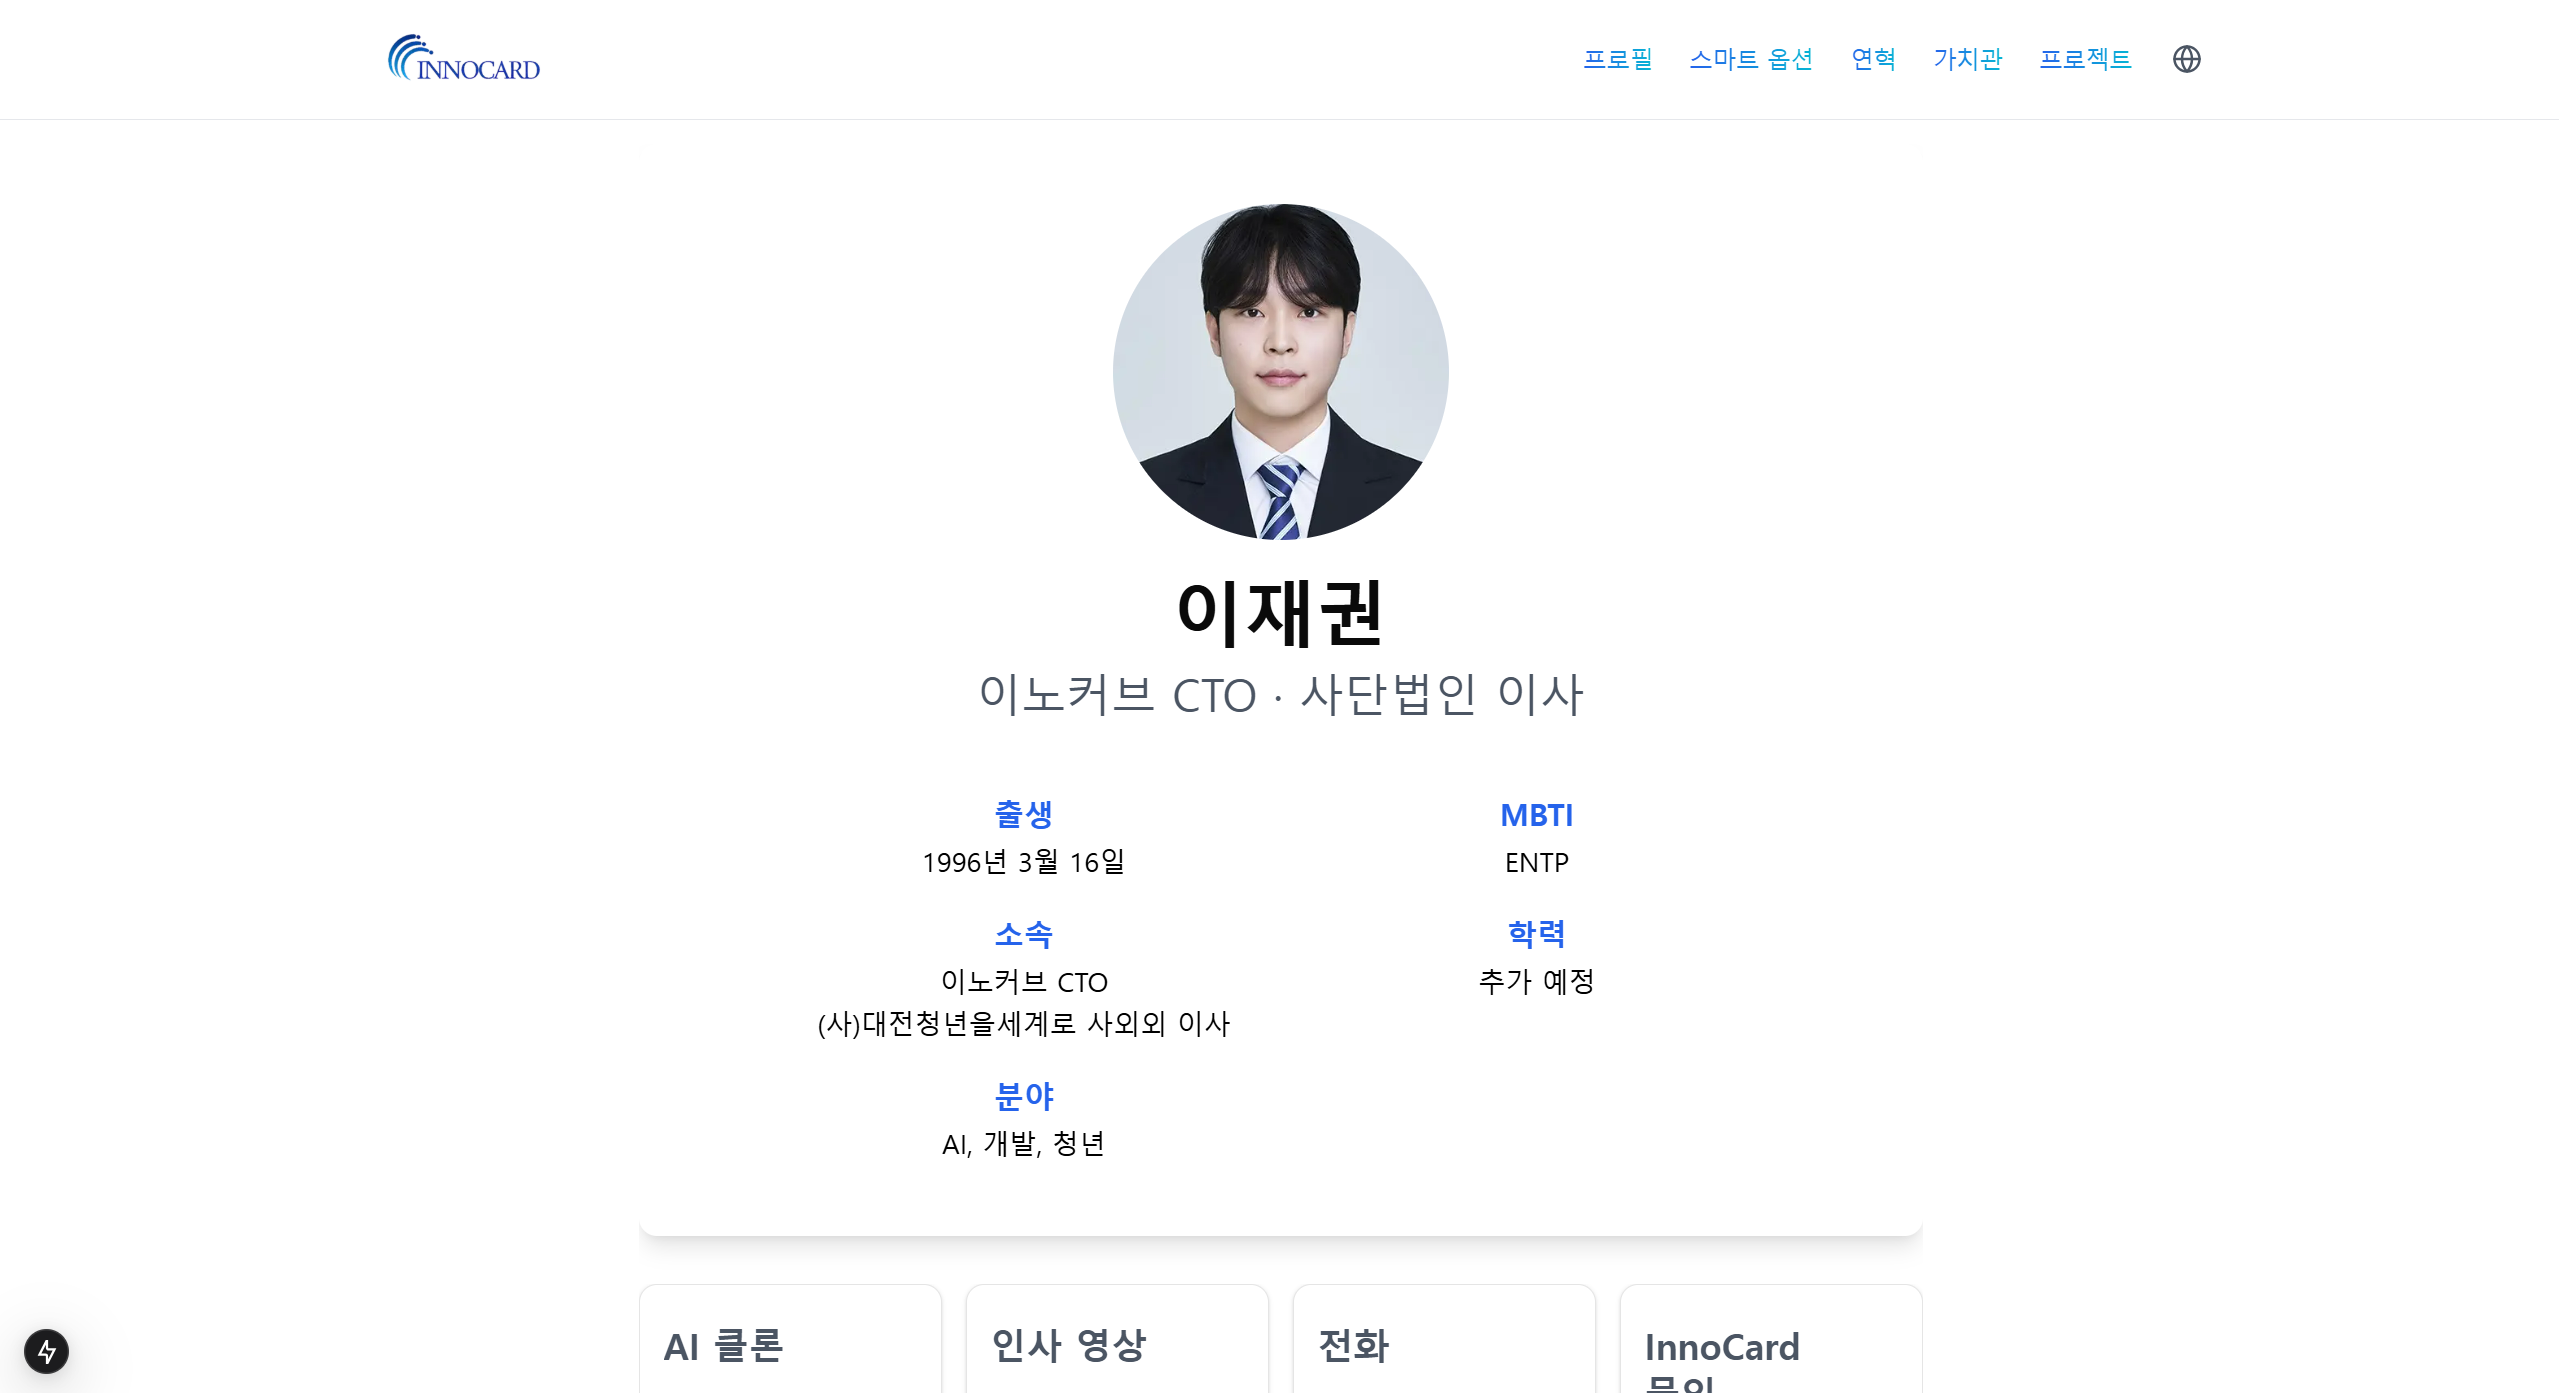 INNOCARD
프로필 스마트 옵션 연혁 가치관 프로젝트
이재권
이노커브 CTO · 사단법인 이사
출생
1996년 3월 16일
MBTI
ENTP
소속
이노커브 CTO
(사)대전청년을세계로 사외외 이사
학력
추가 예정
분야
AI, 개발, 청년
AI 클론
인사 영상
전화
InnoCard